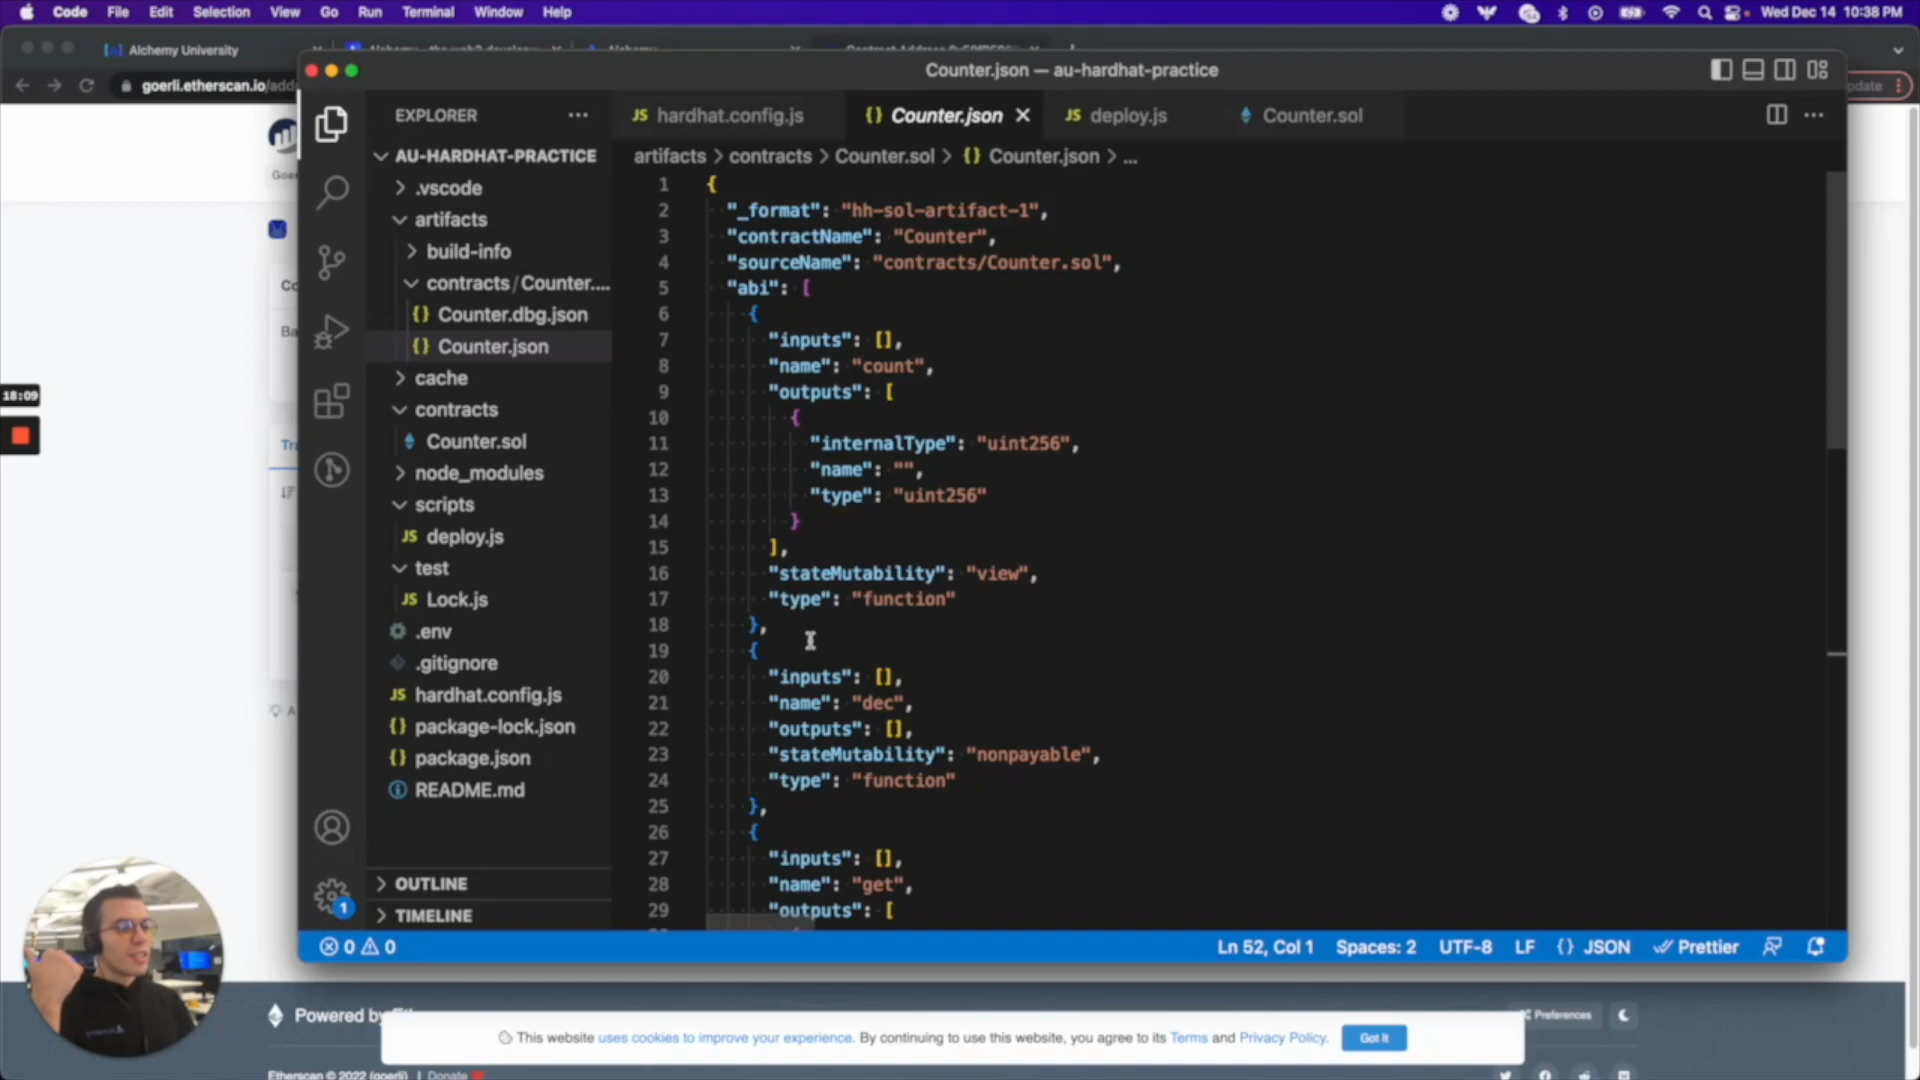 Code File Edit Selection View Go Run Terminal Window Help
Wed Dec 14 10:38 PM
Alchemy University
goerli.etherscan.io/add
Counter.json — au-hardhat-practice
EXPLORER
hardhat.config.js
Counter.json
deploy.js
Counter.sol
artifacts > contracts > Counter.sol > {} Counter.json > ...
AU-HARDHAT-PRACTICE
.vscode
artifacts
build-info
contracts/Counter....
Counter.dbg.json
Counter.json
cache
contracts
Counter.sol
node_modules
scripts
deploy.js
test
Lock.js
.env
.gitignore
hardhat.config.js
package-lock.json
package.json
README.md
OUTLINE
TIMELINE
18:09
1 {
2 "_format": "hh-sol-artifact-1",
3 "contractName": "Counter",
4 "sourceName": "contracts/Counter.sol",
5 "abi": [
6 {
7 "inputs": [],
8 "name": "count",
9 "outputs": [
10 {
11 "internalType": "uint256",
12 "name": "",
13 "type": "uint256"
14 }
15 ],
16 "stateMutability": "view",
17 "type": "function"
18 },
19 {
20 "inputs": [],
21 "name": "dec",
22 "outputs": [],
23 "stateMutability": "nonpayable",
24 "type": "function"
25 },
26 {
27 "inputs": [],
28 "name": "get",
29 "outputs": [
1
0 0
Ln 52, Col 1 Spaces: 2 UTF-8 LF {} JSON Prettier
Powered by
Preferences
This website uses cookies to improve your experience. By continuing to use this website, you agree to its Terms and Privacy Policy.
Got It
Etherscan © 2022 (goerli) | Donate